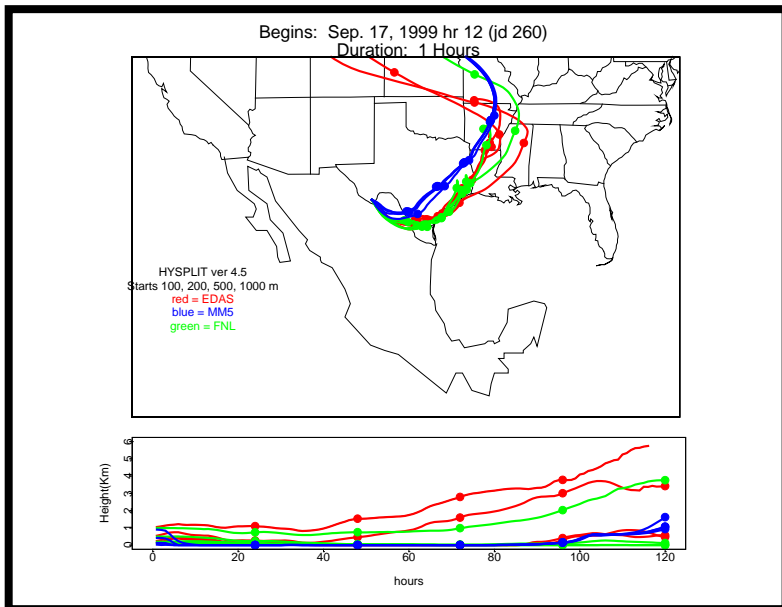 Begins: Sep. 17, 1999 hr 12 (jd 260)
Duration: 1 Hours
HYSPLIT ver 4.5
Starts 100, 200, 500, 1000 m
red = EDAS
blue = MM5
green = FNL
Height(Km)
6
5
4
3
2
1
0
0 20 40 60 80 100 120
hours